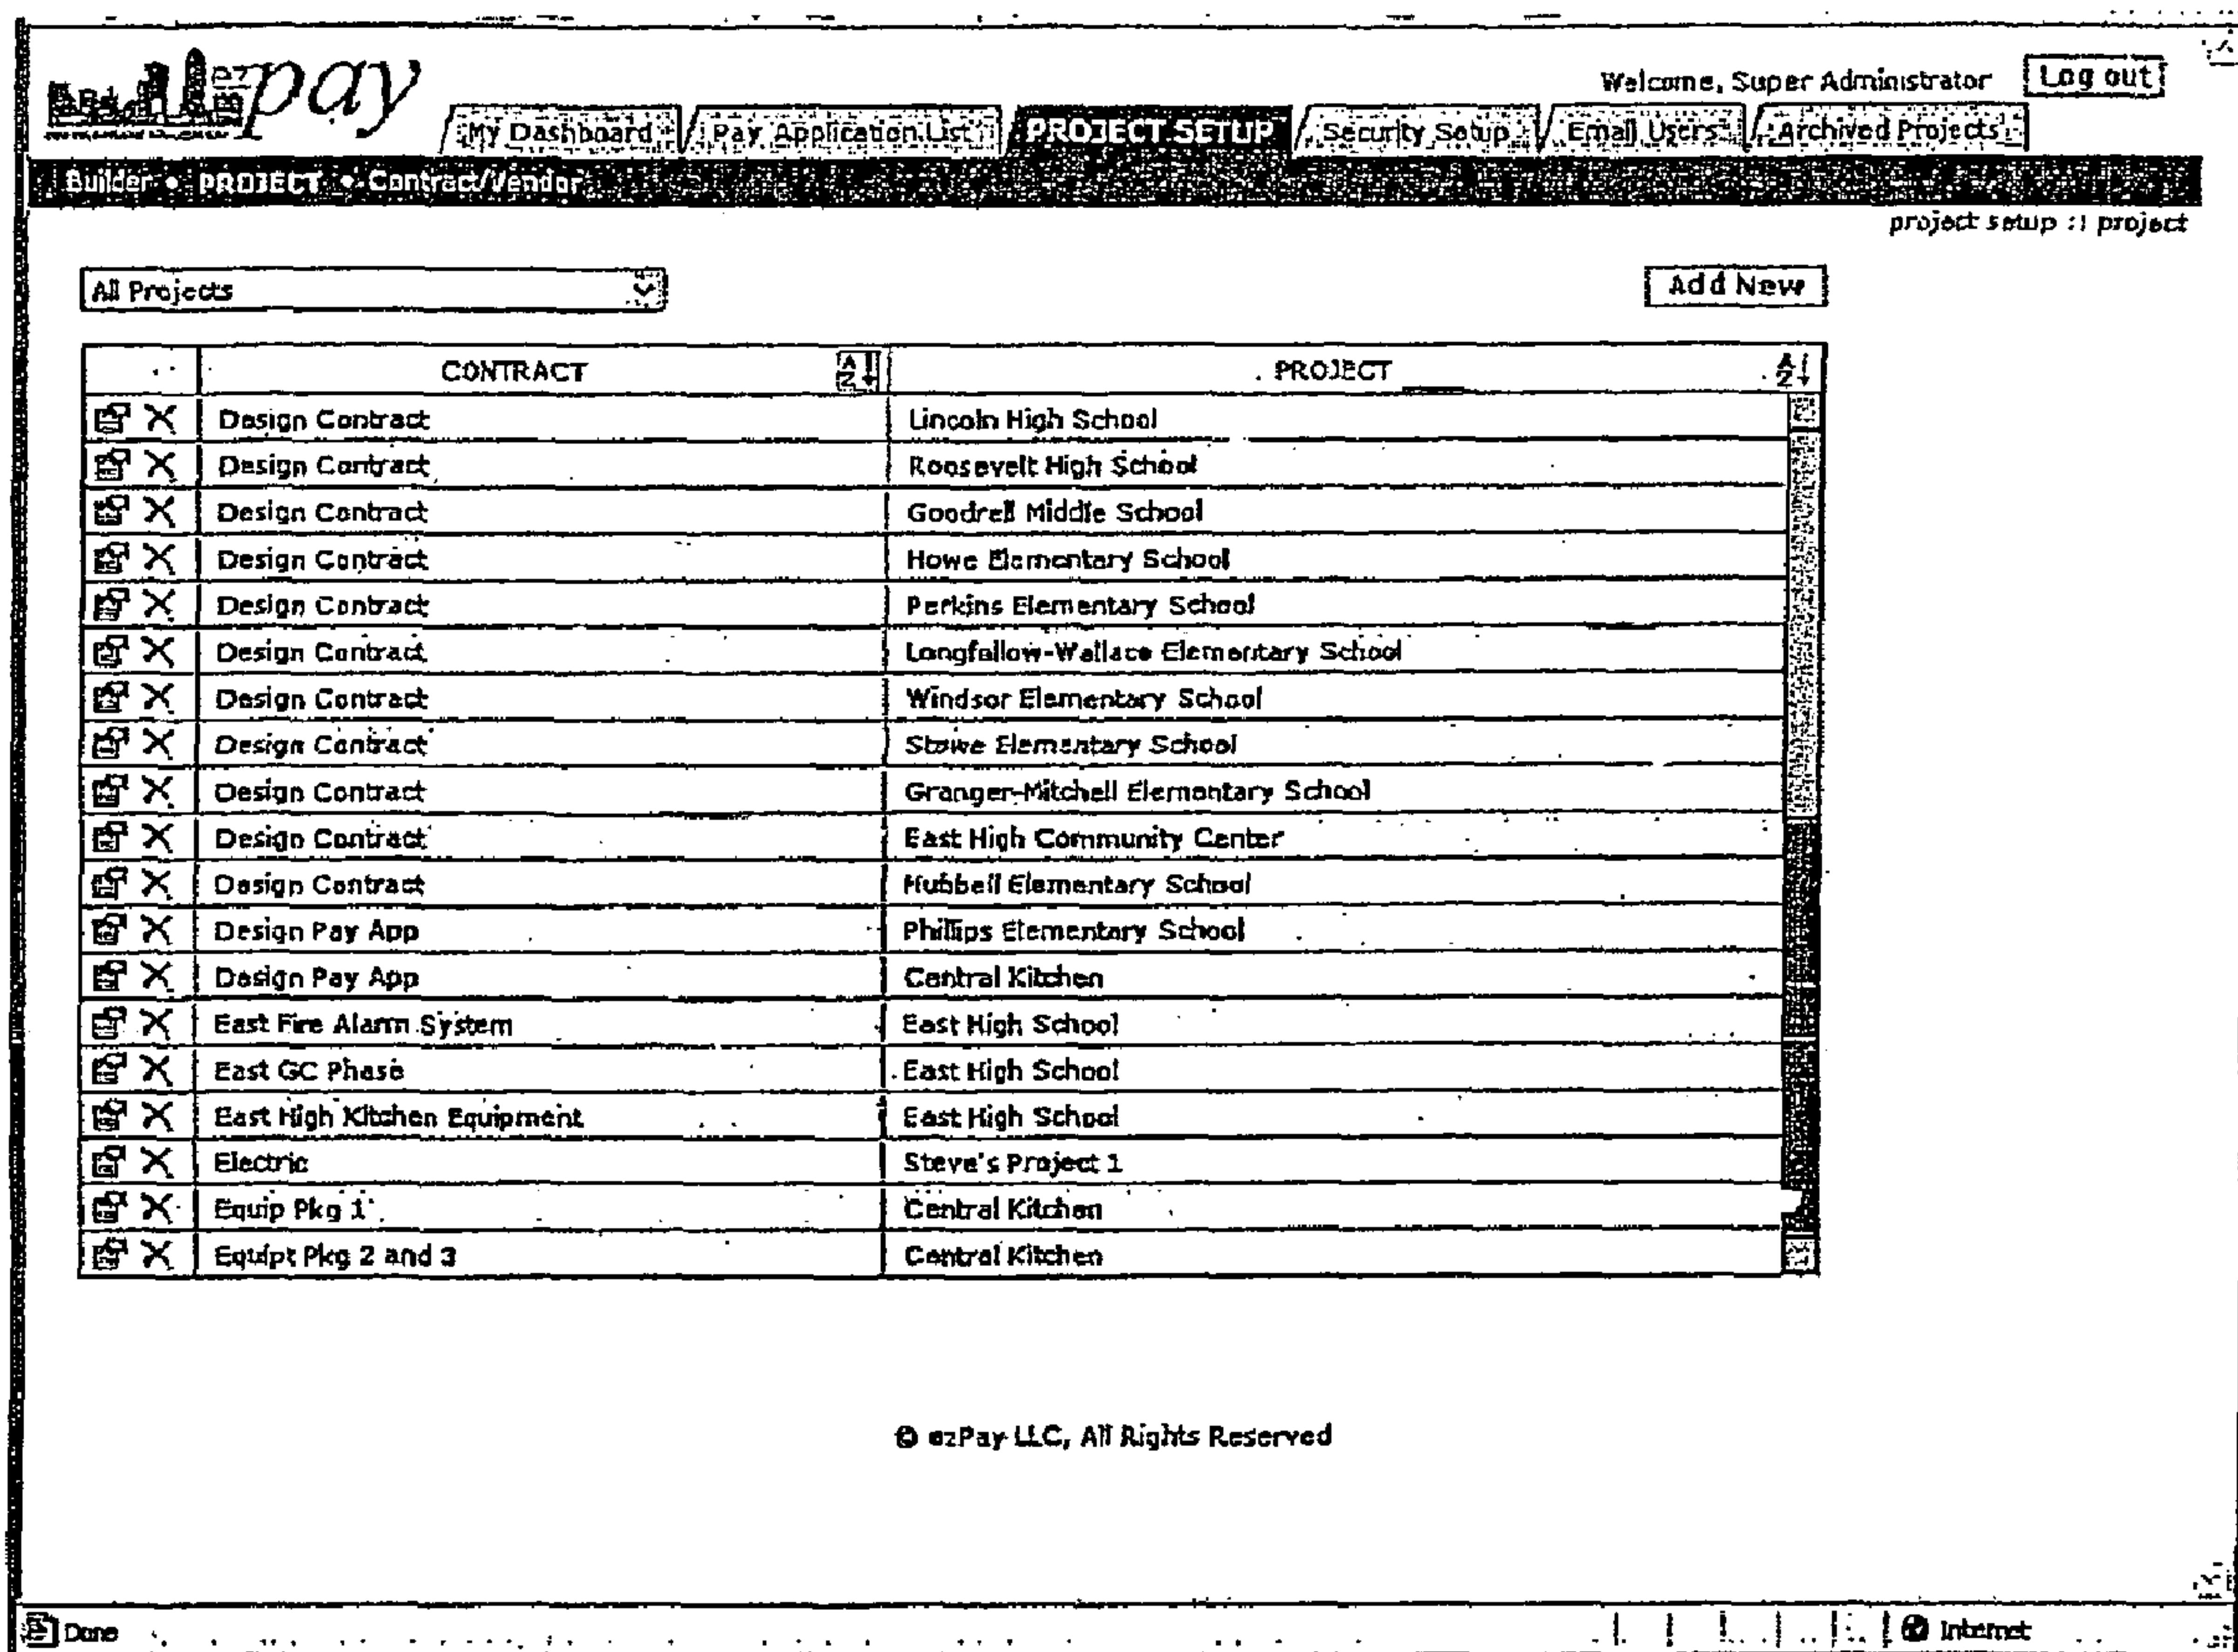 pay
Welcome, Super Administrator Log out
My Dashboard Pay Application List PROJECT SETUP Security Setup Email Users Archived Projects
Builder • PROJECT • Contract/Vendor
project setup :: project
All Projects Add New
CONTRACT PROJECT
Design Contract Lincoln High School
Design Contract Roosevelt High School
Design Contract Goodrell Middle School
Design Contract Howe Elementary School
Design Contract Perkins Elementary School
Design Contract Longfellow-Wallace Elementary School
Design Contract Windsor Elementary School
Design Contract Stowe Elementary School
Design Contract Granger-Mitchell Elementary School
Design Contract East High Community Center
Design Contract Hubbell Elementary School
Design Pay App Phillips Elementary School
Design Pay App Central Kitchen
East Fire Alarm System East High School
East GC Phase East High School
East High Kitchen Equipment East High School
Electric Steve's Project 1
Equip Pkg 1 Central Kitchen
Equipt Pkg 2 and 3 Central Kitchen
© ezPay LLC, All Rights Reserved
Done Internet